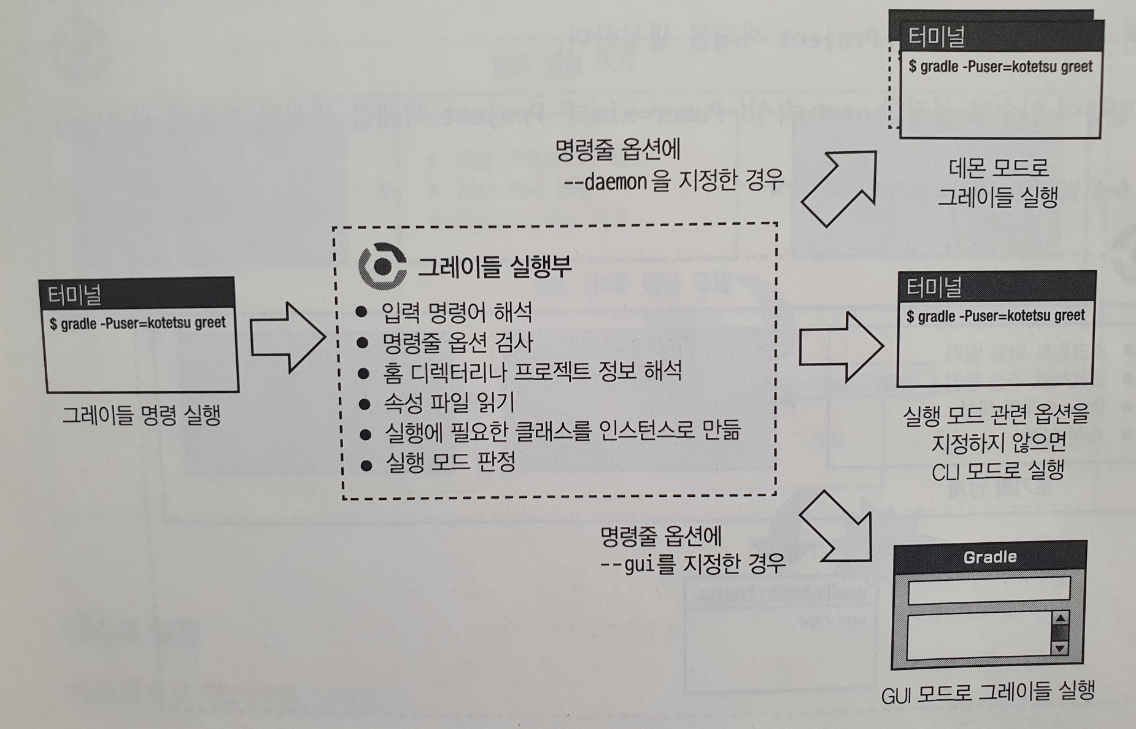 터미널
$ gradle -Puser=kotetsu greet
그레이들 명령 실행
그레이들 실행부
● 입력 명령어 해석
● 명령줄 옵션 검사
● 홈 디렉터리나 프로젝트 정보 해석
● 속성 파일 읽기
● 실행에 필요한 클래스를 인스턴스로 만듦
● 실행 모드 판정
명령줄 옵션에
--daemon을 지정한 경우
터미널
$ gradle -Puser=kotetsu greet
데몬 모드로
그레이들 실행
터미널
$ gradle -Puser=kotetsu greet
실행 모드 관련 옵션을
지정하지 않으면
CLI 모드로 실행
명령줄 옵션에
--gui를 지정한 경우
Gradle
GUI 모드로 그레이들 실행